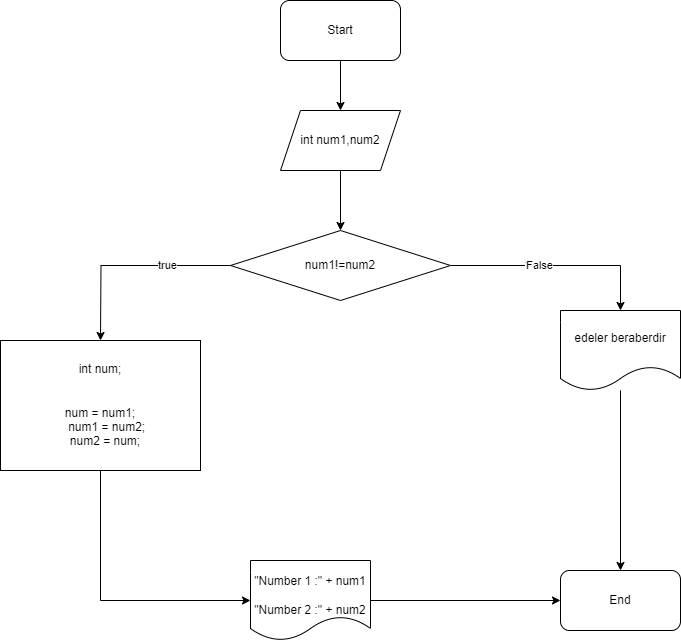 Start
int num1,num2
num1!=num2
true
False
edeler beraberdir
int num;
num = num1;
num1 = num2;
num2 = num;
"Number 1 :" + num1
"Number 2 :" + num2
End